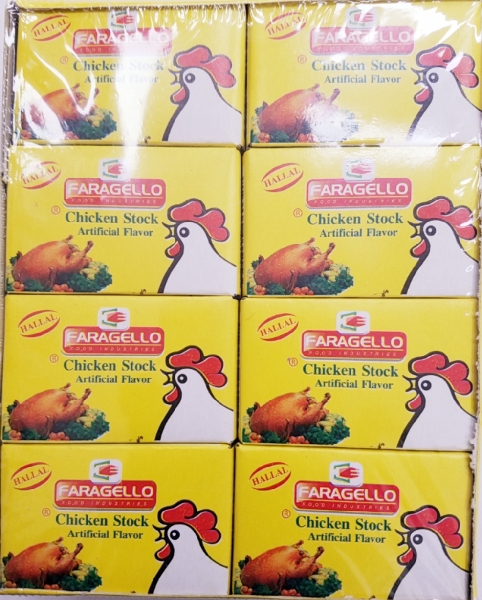 HALLAL
FARAGELLO
FOOD INDUSTRIES
Chicken Stock
Artificial Flavor
HALLAL
FARAGELLO
FOOD INDUSTRIES
Chicken Stock
Artificial Flavor
HALLAL
FARAGELLO
FOOD INDUSTRIES
® Chicken Stock
Artificial Flavor
HALLAL
FARAGELLO
FOOD INDUSTRIES
® Chicken Stock
Artificial Flavor
HALLAL
FARAGELLO
FOOD INDUSTRIES
® Chicken Stock
Artificial Flavor
HALLAL
FARAGELLO
FOOD INDUSTRIES
® Chicken Stock
Artificial Flavor
HALLAL
FARAGELLO
FOOD INDUSTRIES
® Chicken Stock
Artificial Flavor
HALLAL
FARAGELLO
FOOD INDUSTRIES
® Chicken Stock
Artificial Flavor